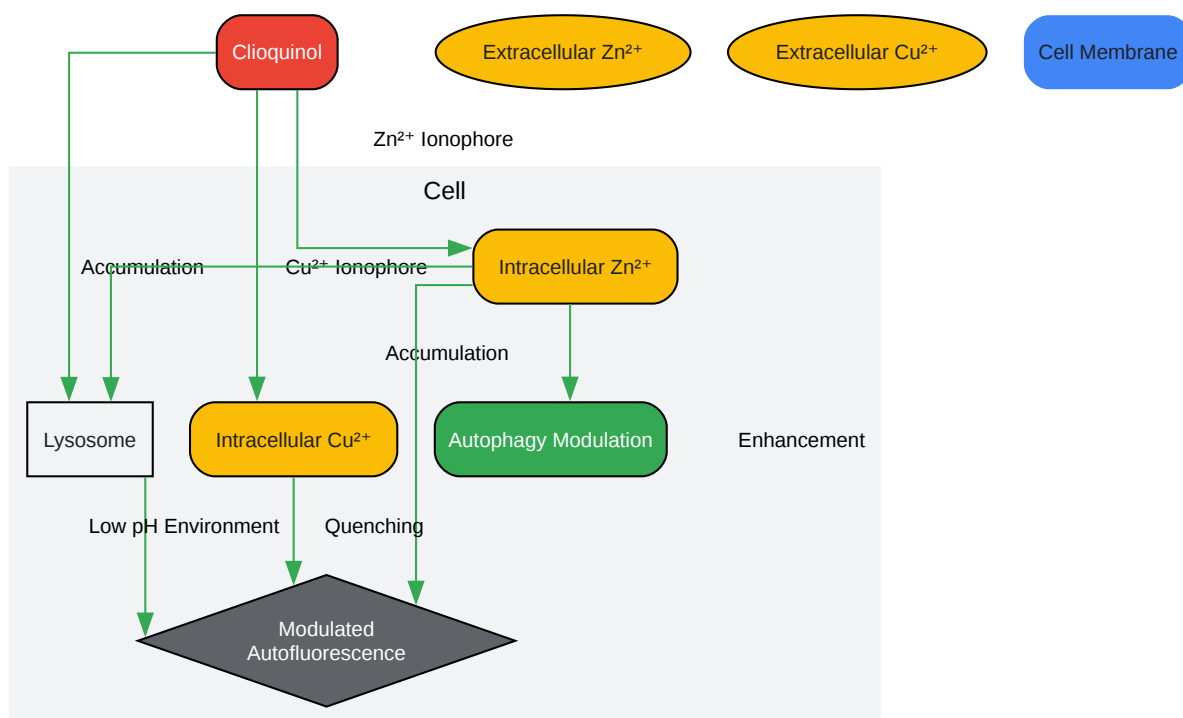 Clioquinol
Extracellular Zn²⁺
Extracellular Cu²⁺
Cell Membrane
Zn²⁺ Ionophore
Cell
Accumulation
Cu²⁺ Ionophore
Intracellular Zn²⁺
Accumulation
Lysosome
Intracellular Cu²⁺
Autophagy Modulation
Enhancement
Low pH Environment
Quenching
Modulated
Autofluorescence